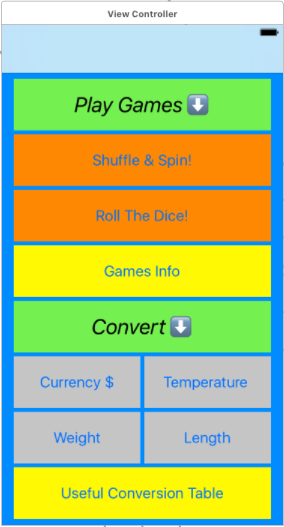 View Controller
Play Games ⬇️
Shuffle & Spin!
Roll The Dice!
Games Info
Convert ⬇️
Currency $ Temperature
Weight Length
Useful Conversion Table